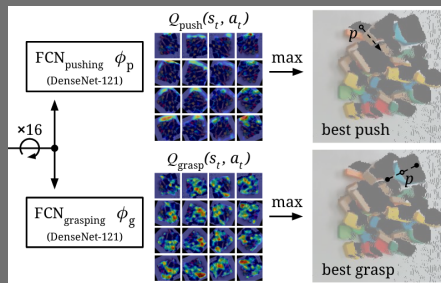 Q_push(s_t, a_t)
FCN_pushing ϕ_p
(DenseNet-121)
max
p
best push
×16
Q_grasp(s_t, a_t)
FCN_grasping ϕ_g
(DenseNet-121)
max
p
best grasp